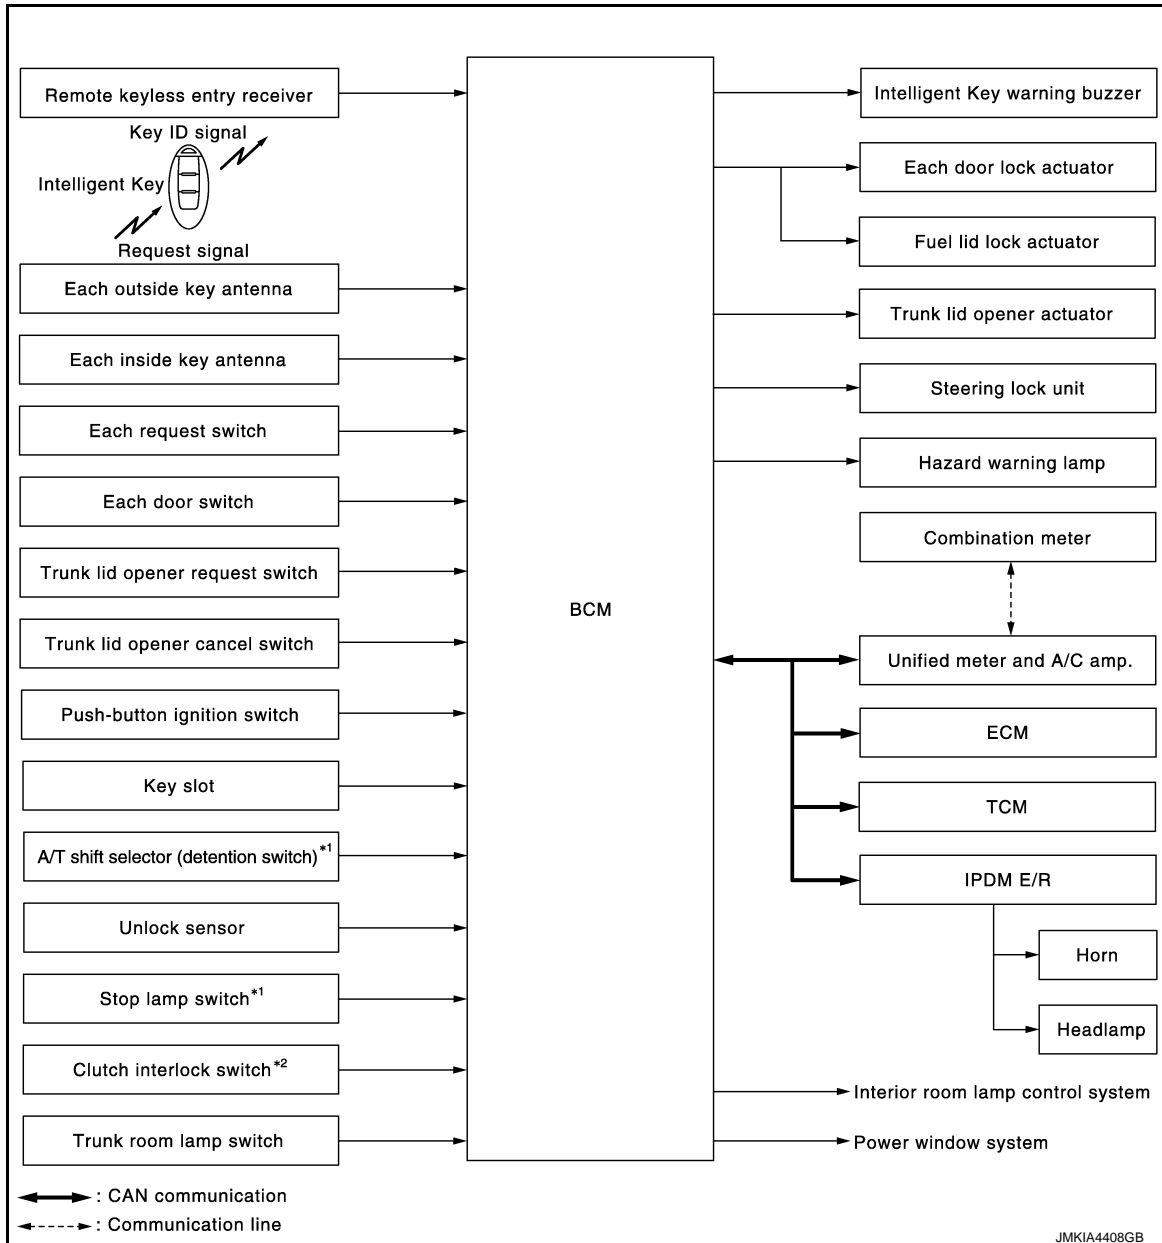 Remote keyless entry receiver
Key ID signal
Intelligent Key
Request signal
Each outside key antenna
Each inside key antenna
Each request switch
Each door switch
Trunk lid opener request switch
Trunk lid opener cancel switch
Push-button ignition switch
Key slot
A/T shift selector (detention switch)*1
Unlock sensor
Stop lamp switch*1
Clutch interlock switch*2
Trunk room lamp switch
BCM
Intelligent Key warning buzzer
Each door lock actuator
Fuel lid lock actuator
Trunk lid opener actuator
Steering lock unit
Hazard warning lamp
Combination meter
Unified meter and A/C amp.
ECM
TCM
IPDM E/R
Horn
Headlamp
Interior room lamp control system
Power window system
: CAN communication
: Communication line
JMKIA4408GB